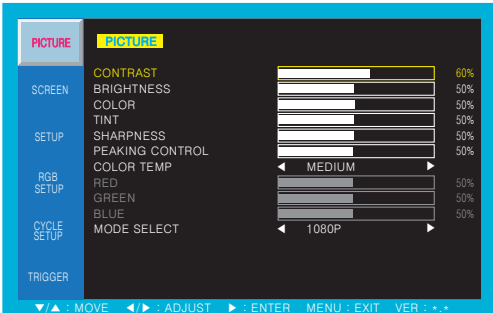 PICTURE
SCREEN
SETUP
RGB
SETUP
CYCLE
SETUP
TRIGGER
PICTURE
CONTRAST 60%
BRIGHTNESS 50%
COLOR 50%
TINT 50%
SHARPNESS 50%
PEAKING CONTROL 50%
COLOR TEMP ◀ MEDIUM ▶
RED 50%
GREEN 50%
BLUE 50%
MODE SELECT ◀ 1080P ▶
▼/▲ : MOVE ◀/▶ : ADJUST ▶ : ENTER MENU : EXIT VER : *.*